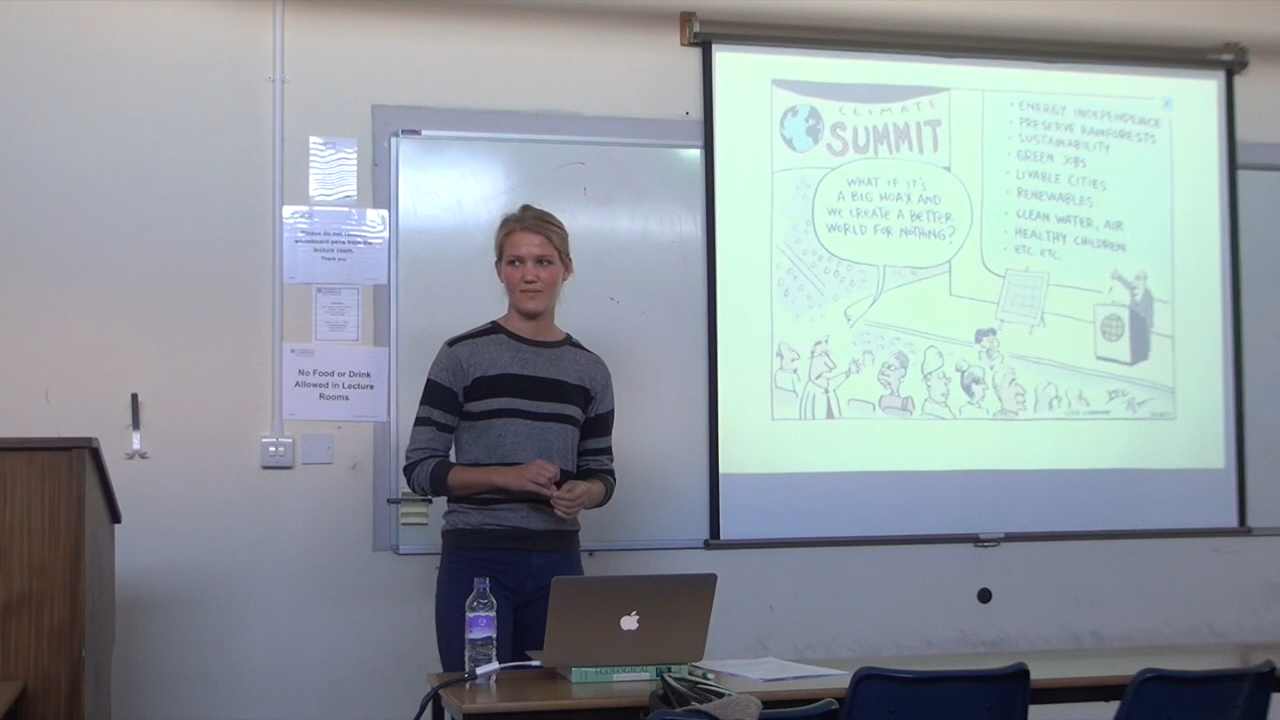 CLIMATE
SUMMIT
WHAT IF IT'S
A BIG HOAX AND
WE CREATE A BETTER
WORLD FOR NOTHING?
• ENERGY INDEPENDENCE
• PRESERVE RAINFORESTS
• SUSTAINABILITY
• GREEN JOBS
• LIVABLE CITIES
• RENEWABLES
• CLEAN WATER, AIR
• HEALTHY CHILDREN
• ETC. ETC.
Please do not remove
whiteboard pens from the
lecture room.
Thank you
No Food or Drink
Allowed in Lecture
Rooms
ECOLOGICAL